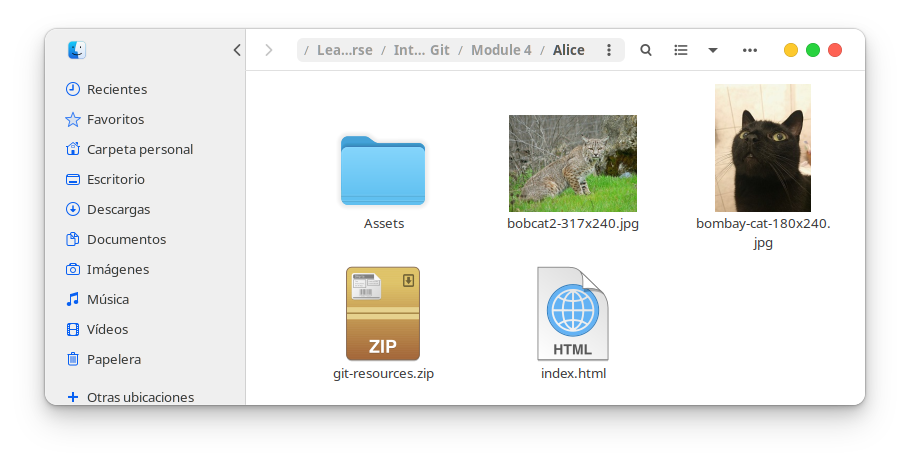 / Lea…rse / Int… Git / Module 4 / Alice
Recientes
Favoritos
Carpeta personal
Escritorio
Descargas
Documentos
Imágenes
Música
Vídeos
Papelera
Otras ubicaciones
Assets
bobcat2-317x240.jpg
bombay-cat-180x240.
jpg
ZIP
git-resources.zip
HTML
index.html